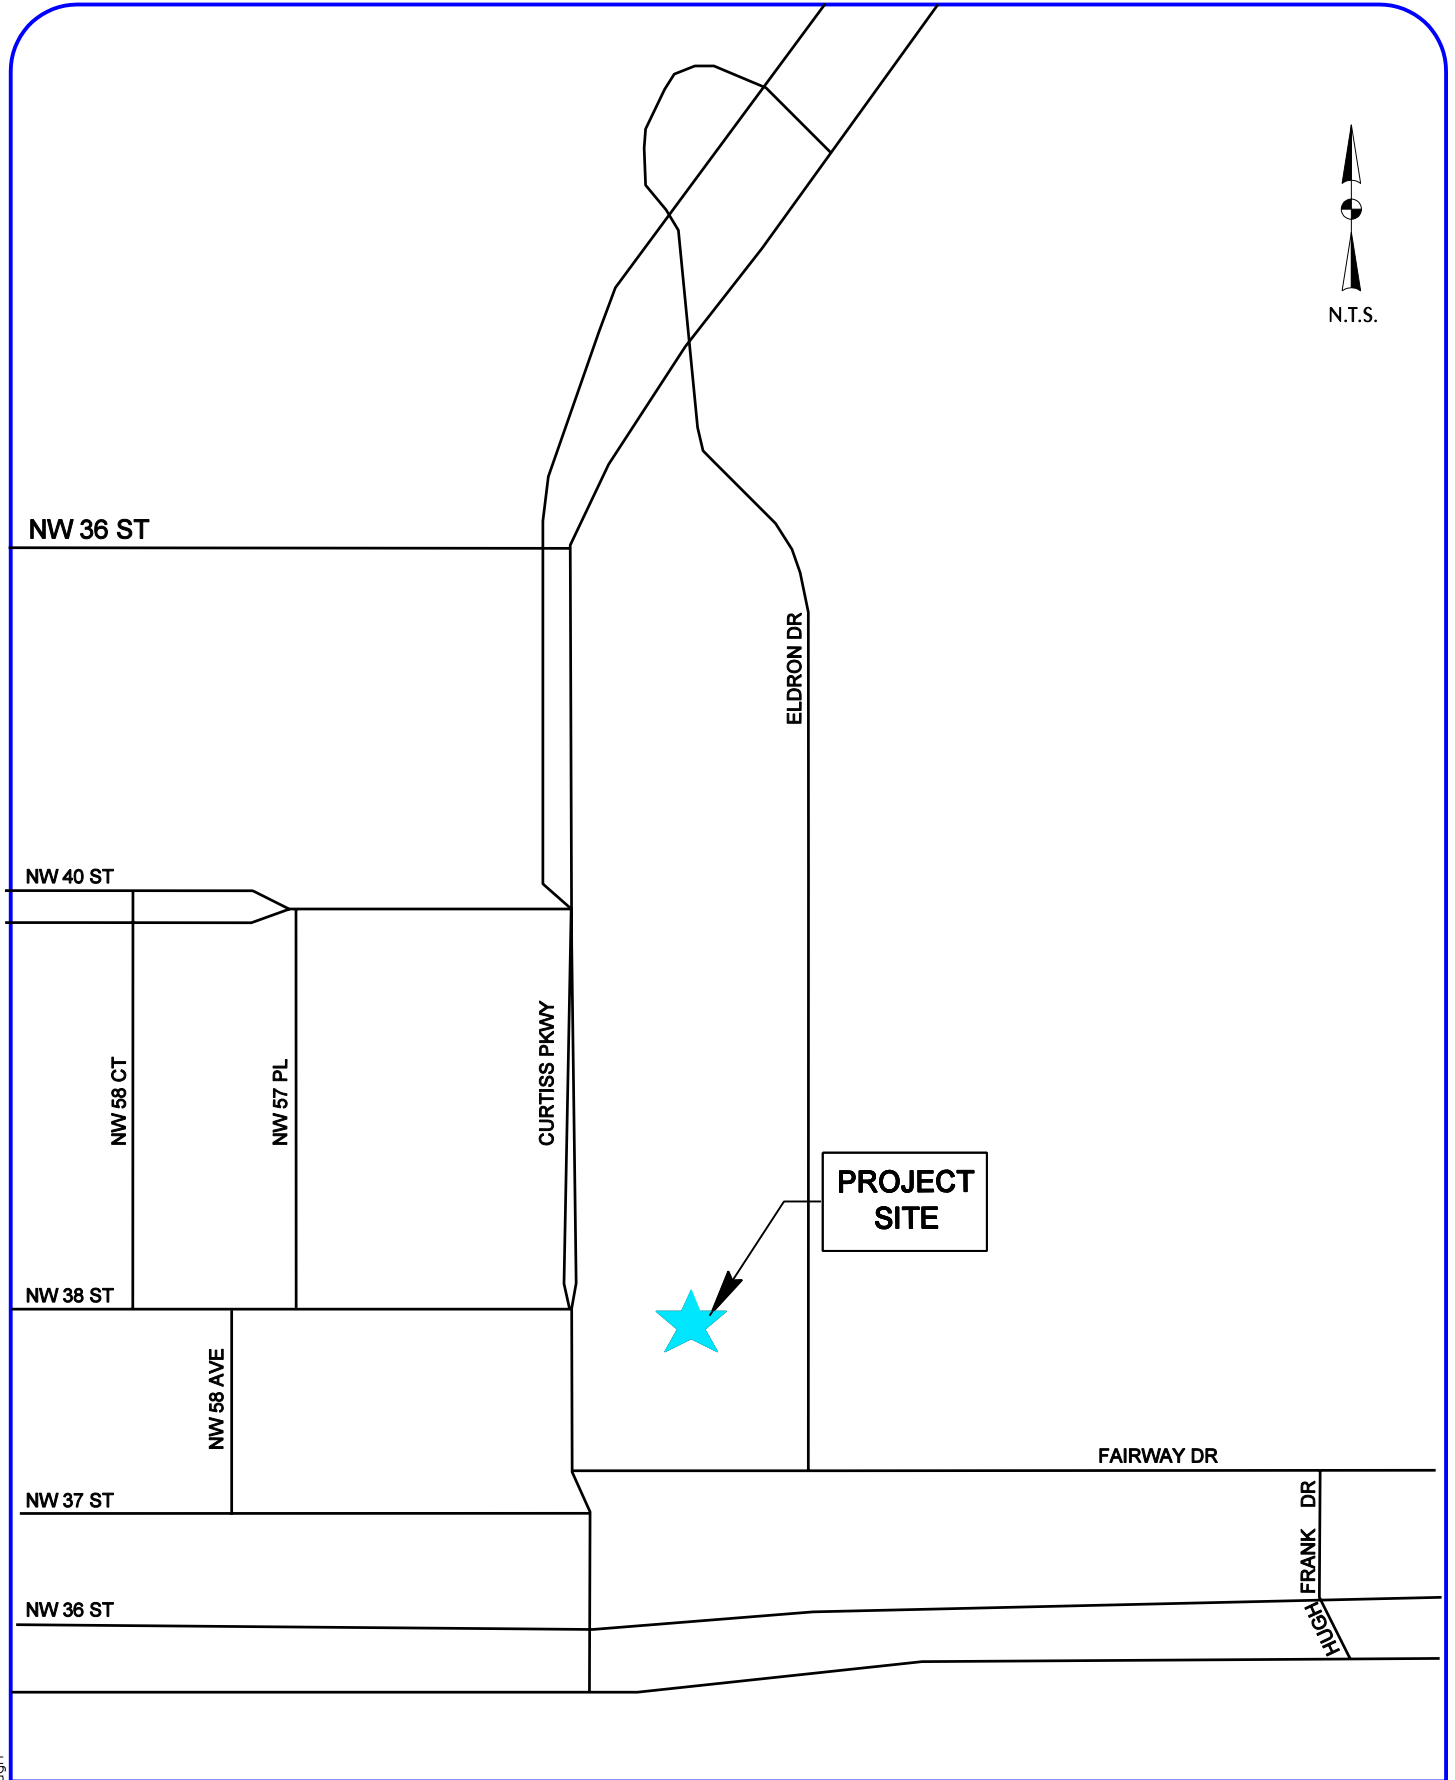 N.T.S.
NW 36 ST
ELDRON DR
NW 40 ST
CURTISS PKWY
NW 58 CT
NW 57 PL
PROJECT
SITE
NW 38 ST
NW 58 AVE
FAIRWAY DR
NW 37 ST
FRANK DR
NW 36 ST
HUGH